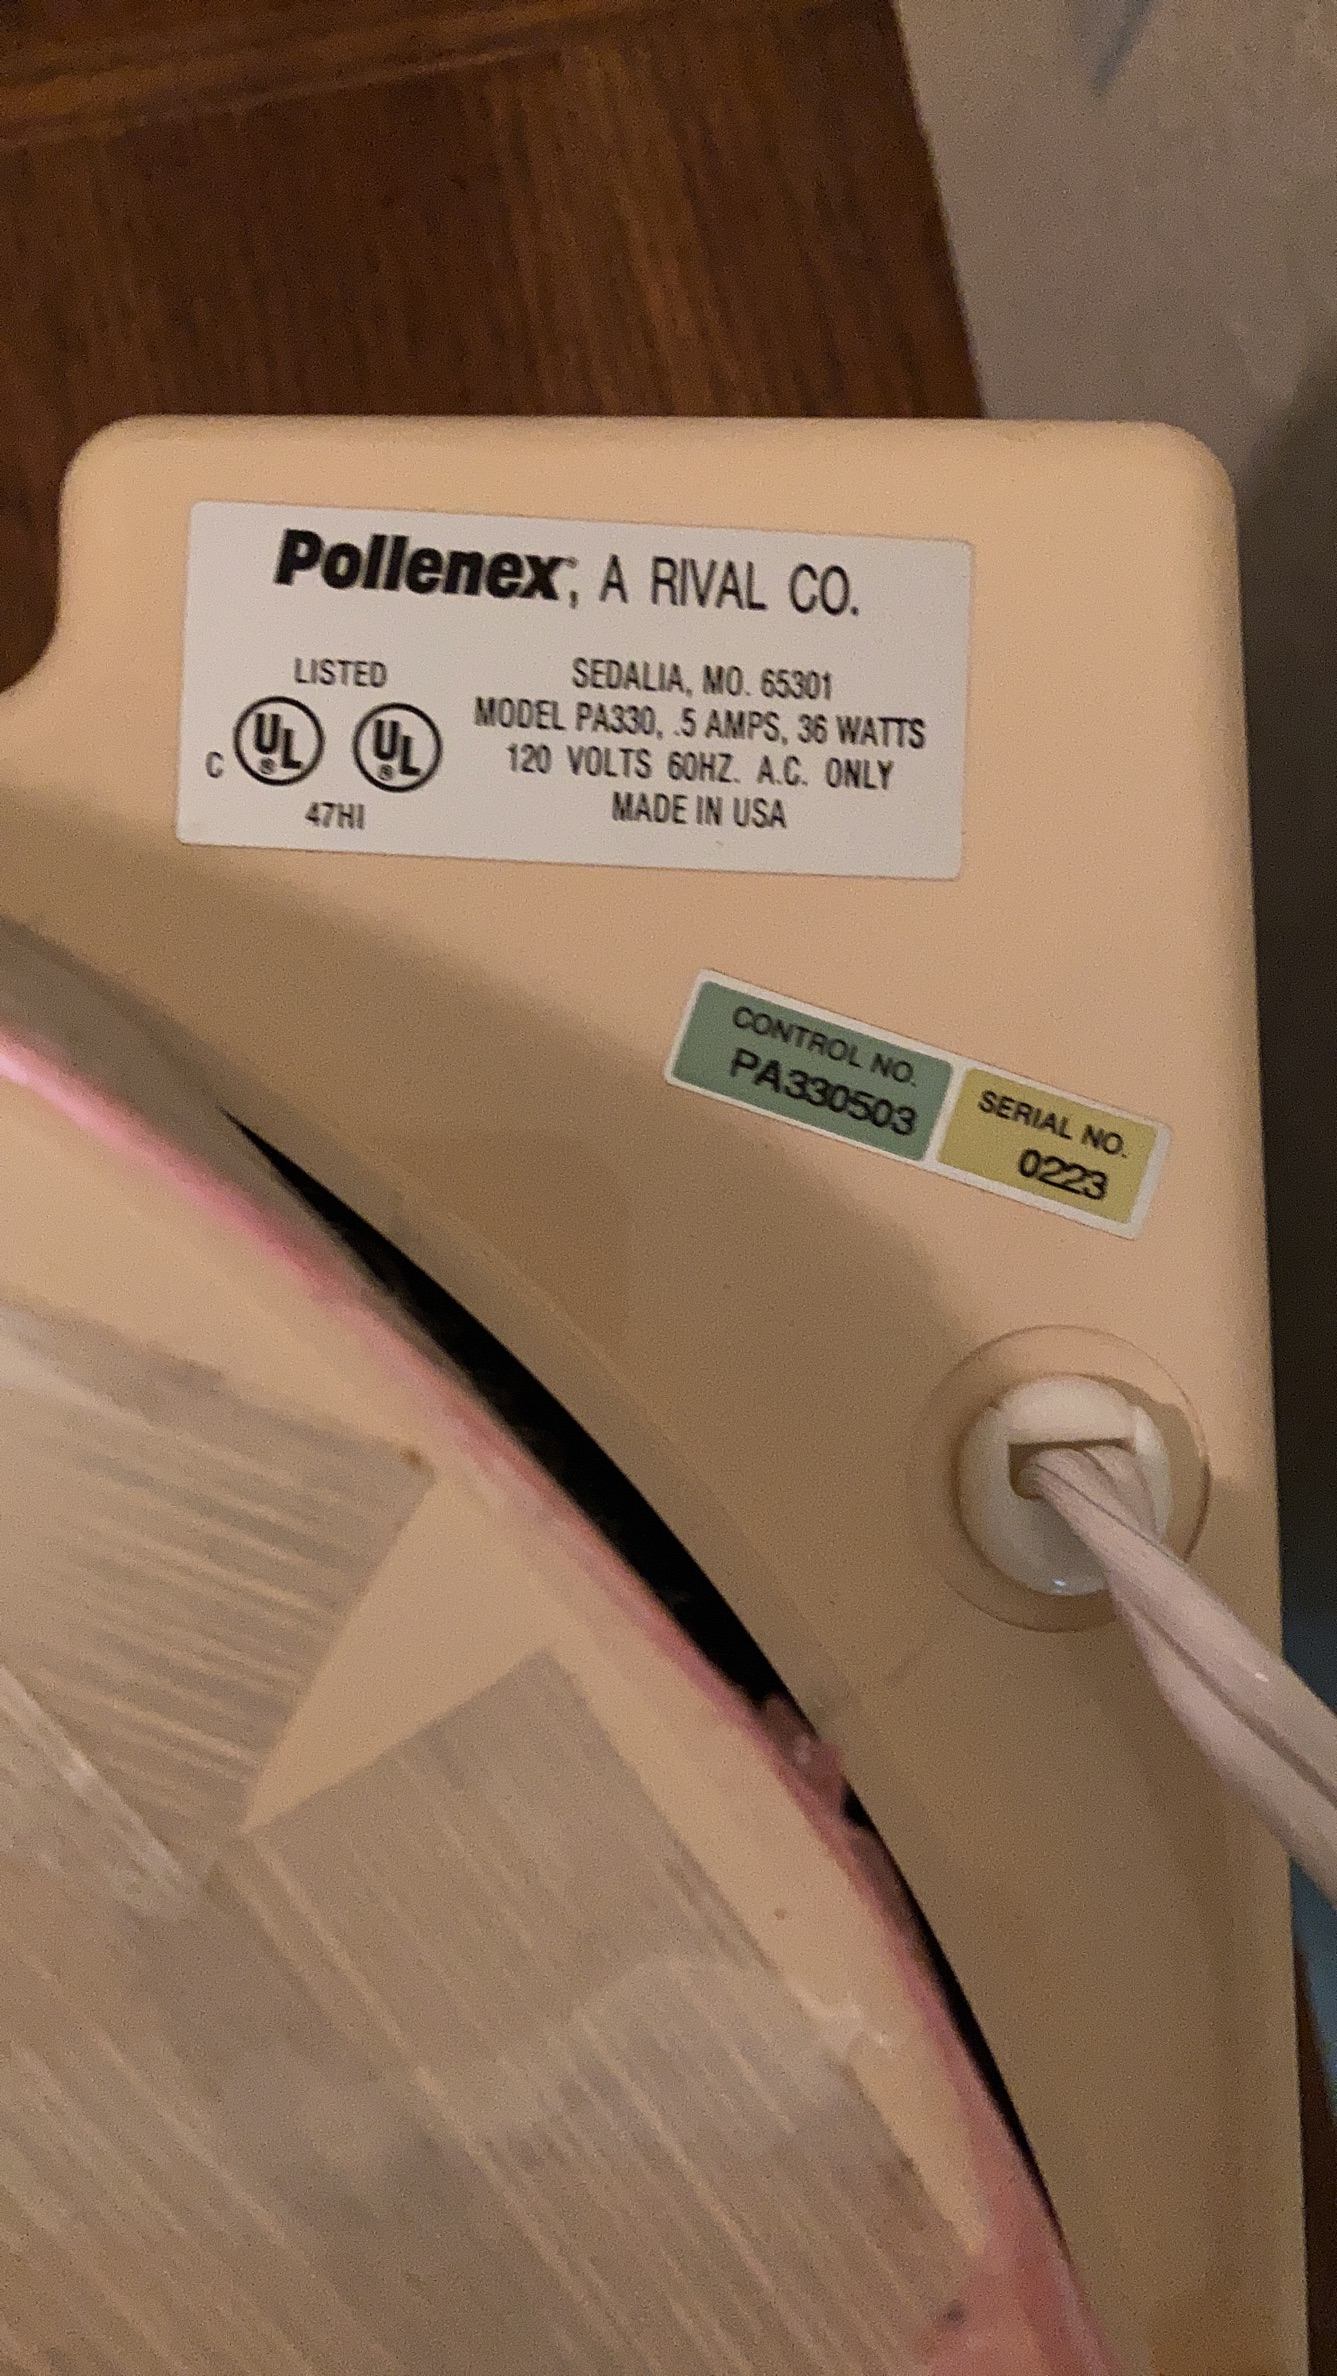 Pollenex®, A RIVAL CO.
LISTED
C UL® UL®
47HI
SEDALIA, MO. 65301
MODEL PA330, .5 AMPS, 36 WATTS
120 VOLTS 60HZ. A.C. ONLY
MADE IN USA
CONTROL NO.
PA330503
SERIAL NO.
0223